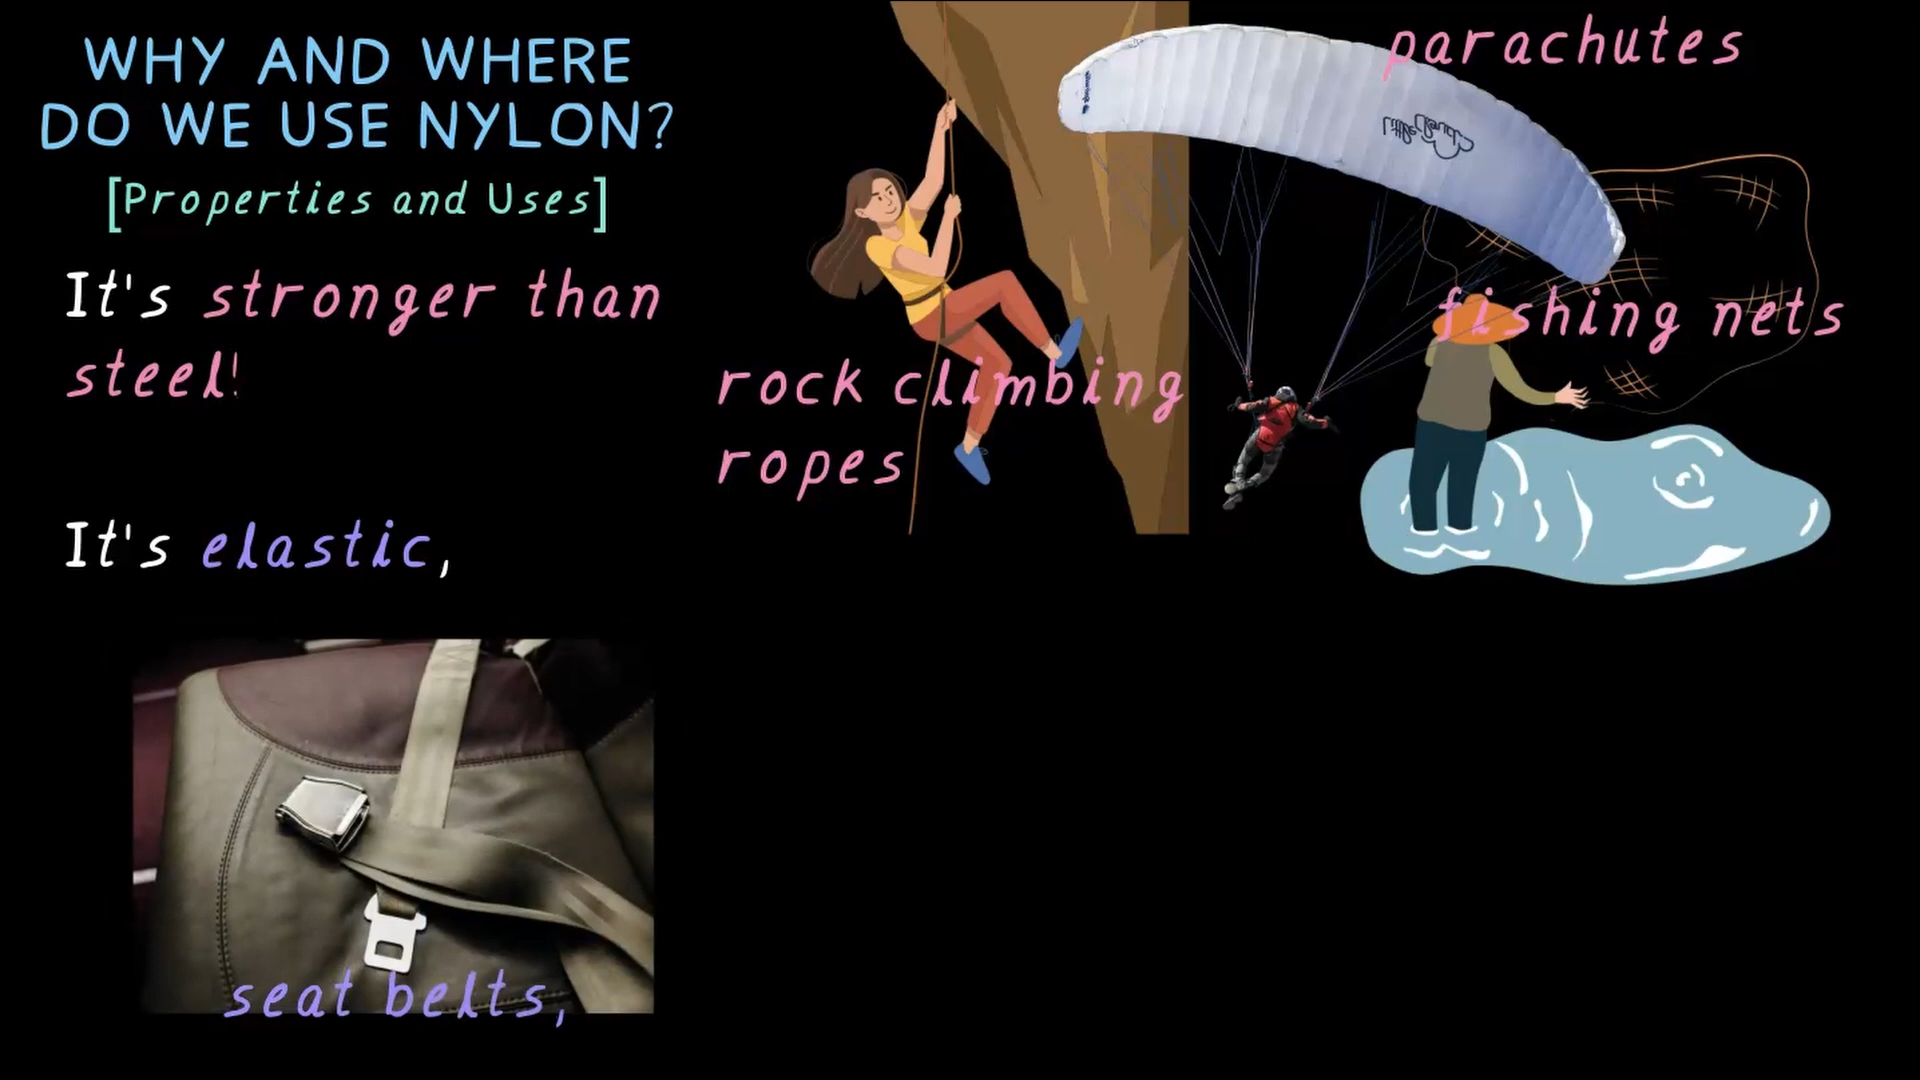 WHY AND WHERE
DO WE USE NYLON?
[Properties and Uses]
It's stronger than
steel!
It's elastic,
seat belts,
rock climbing
ropes
parachutes
fishing nets